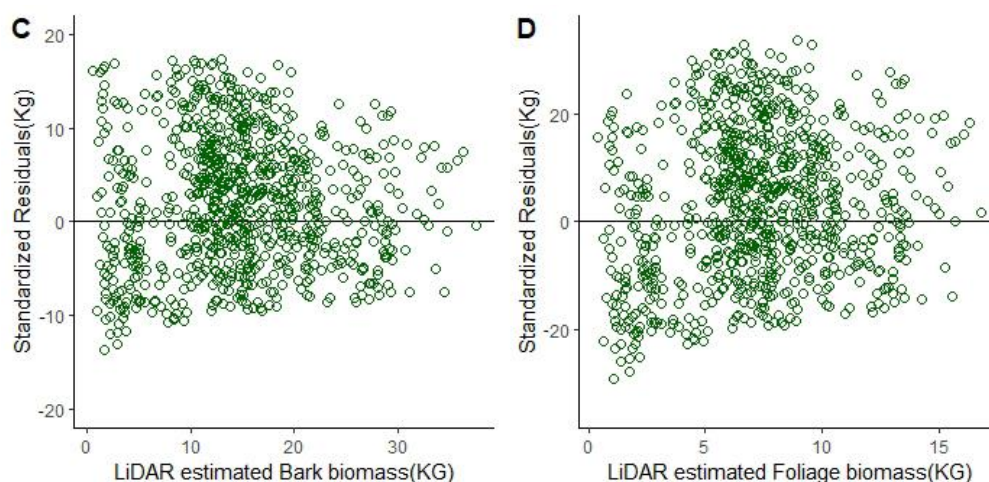 C
Standardized Residuals(Kg)
20
10
0
-10
-20
0
10
20
30
LiDAR estimated Bark biomass(KG)
D
Standardized Residuals(Kg)
20
0
-20
0
5
10
15
LiDAR estimated Foliage biomass(KG)